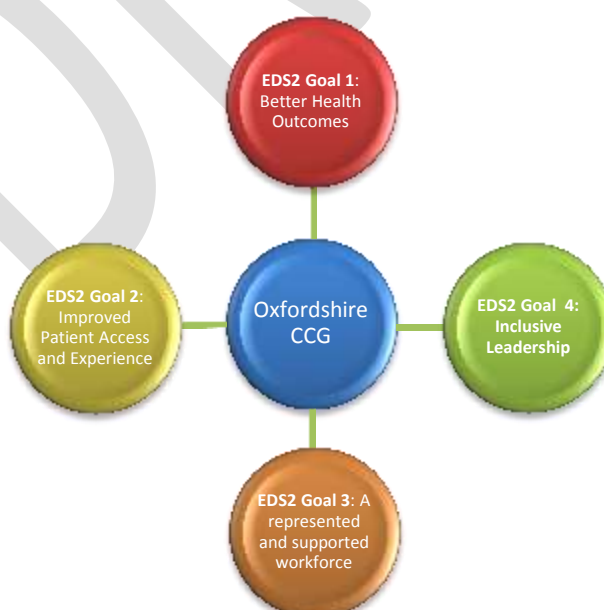 EDS2 Goal 1:
Better Health
Outcomes
EDS2 Goal 2:
Improved
Patient Access
and Experience
Oxfordshire
CCG
EDS2 Goal 4:
Inclusive
Leadership
EDS2 Goal 3: A
represented
and supported
workforce